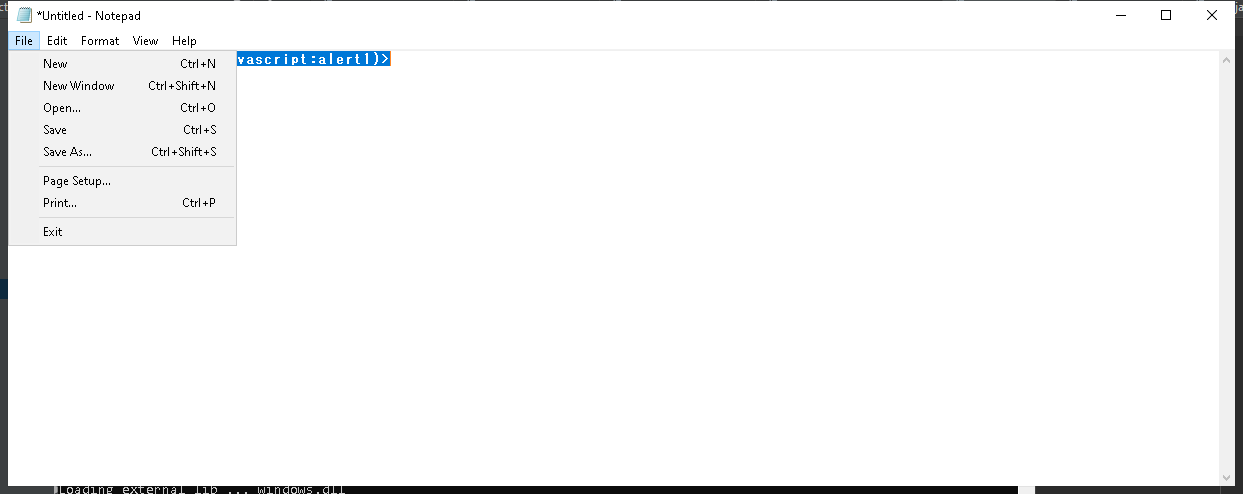 *Untitled - Notepad
File Edit Format View Help
vascript:alert1)>
New Ctrl+N
New Window Ctrl+Shift+N
Open... Ctrl+O
Save Ctrl+S
Save As... Ctrl+Shift+S
Page Setup...
Print... Ctrl+P
Exit
Loading external lib ... windows.dll